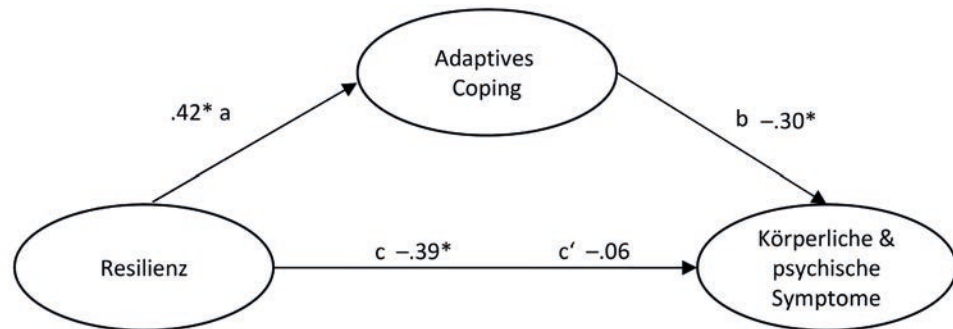 Adaptives
Coping
.42* a
b –.30*
Resilienz
c –.39*
c‘ –.06
Körperliche &
psychische
Symptome